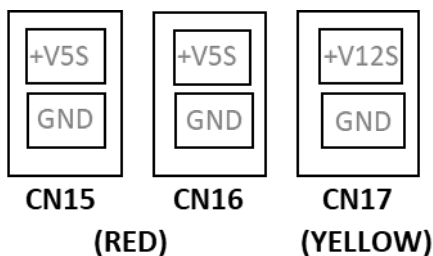 +V5S +V5S +V12S
GND GND GND
CN15 CN16 CN17
(RED) (YELLOW)